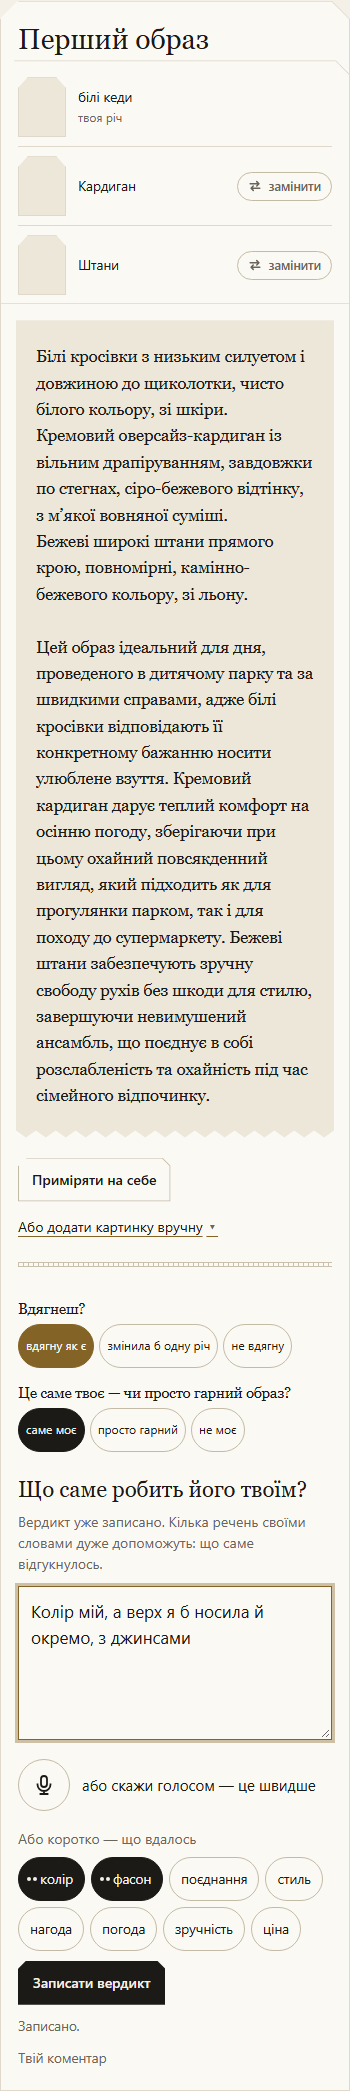 Перший образ
білі кеди
твоя річ
Кардиган
замінити
Штани
замінити
Білі кросівки з низьким силуетом і
довжиною до щиколотки, чисто
білого кольору, зі шкіри.
Кремовий оверсайз-кардиган із
вільним драпіруванням, завдовжки
по стегнах, сіро-бежевого відтінку,
з м’якої вовняної суміші.
Бежеві широкі штани прямого
крою, повномірні, камінно-
бежевого кольору, зі льону.
Цей образ ідеальний для дня,
проведеного в дитячому парку та за
швидкими справами, адже білі
кросівки відповідають її
конкретному бажанню носити
улюблене взуття. Кремовий
кардиган дарує теплий комфорт на
осінню погоду, зберігаючи при
цьому охайний повсякденний
вигляд, який підходить як для
прогулянки парком, так і для
походу до супермаркету. Бежеві
штани забезпечують зручну
свободу рухів без шкоди для стилю,
завершуючи невимушений
ансамбль, що поєднує в собі
розслабленість та охайність під час
сімейного відпочинку.
Приміряти на себе
Або додати картинку вручну
Вдягнеш?
вдягну як є
змінила б одну річ
не вдягну
Це саме твоє — чи просто гарний образ?
саме моє
просто гарний
не моє
Що саме робить його твоїм?
Вердикт уже записано. Кілька речень своїми
словами дуже допоможуть: що саме
відгукнулось.
Колір мій, а верх я б носила й
окремо, з джинсами
або скажи голосом — це швидше
Або коротко — що вдалось
колір
фасон
поєднання
стиль
нагода
погода
зручність
ціна
Записати вердикт
Записано.
Твій коментар